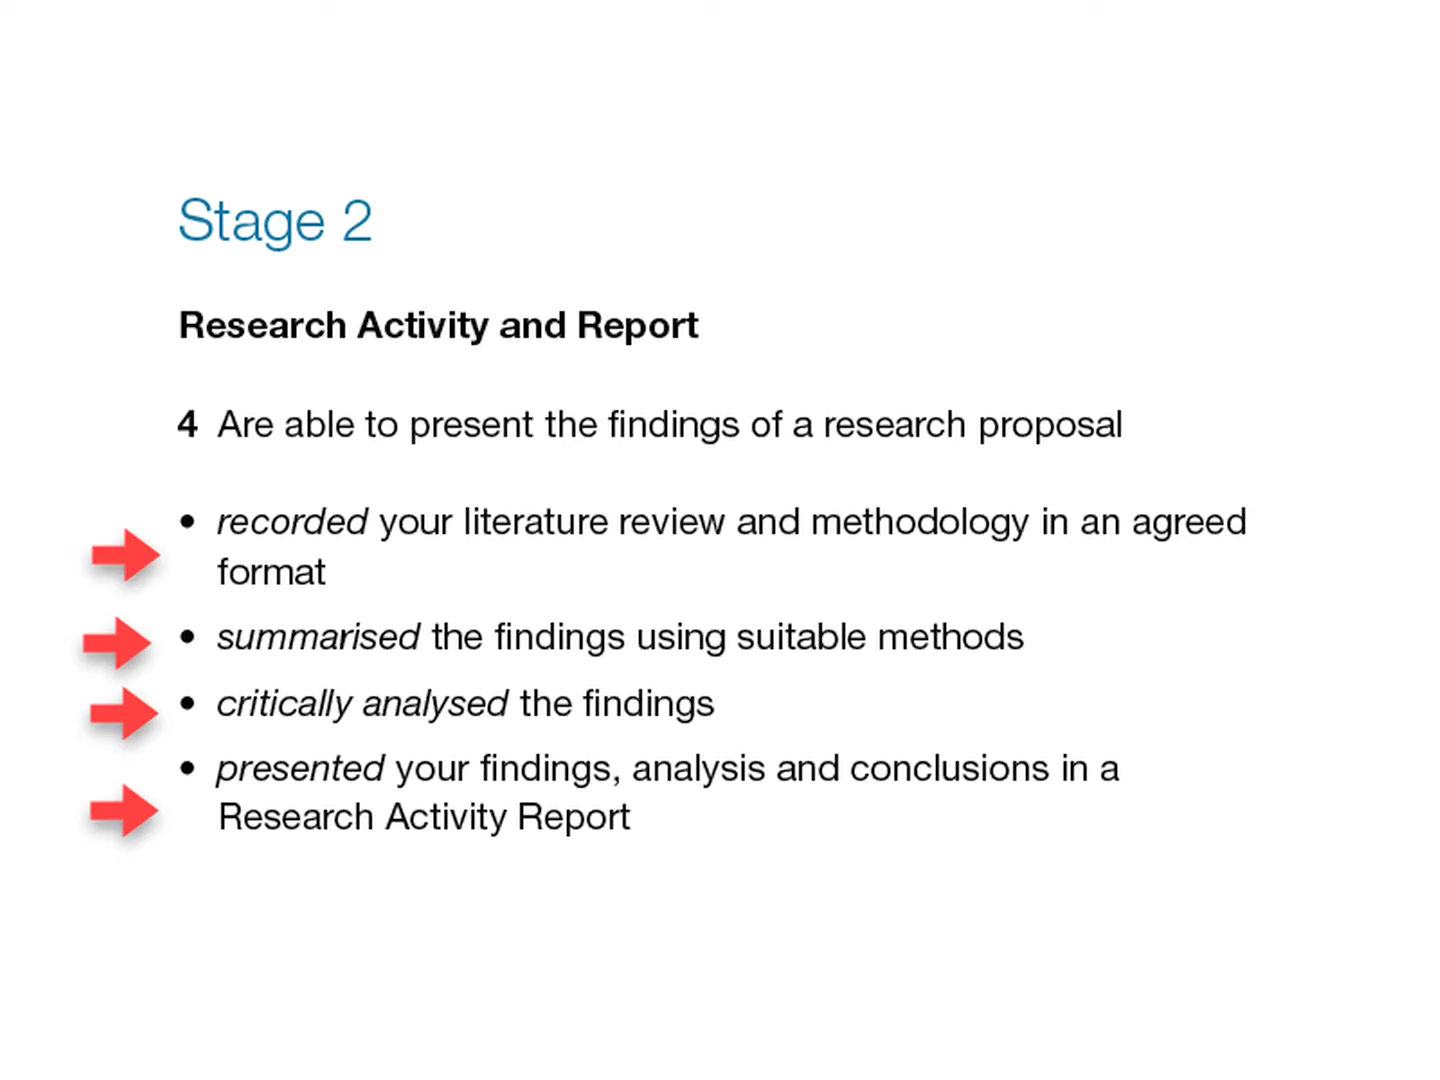 Stage 2
Research Activity and Report
4 Are able to present the findings of a research proposal
• recorded your literature review and methodology in an agreed
format
• summarised the findings using suitable methods
• critically analysed the findings
• presented your findings, analysis and conclusions in a
Research Activity Report